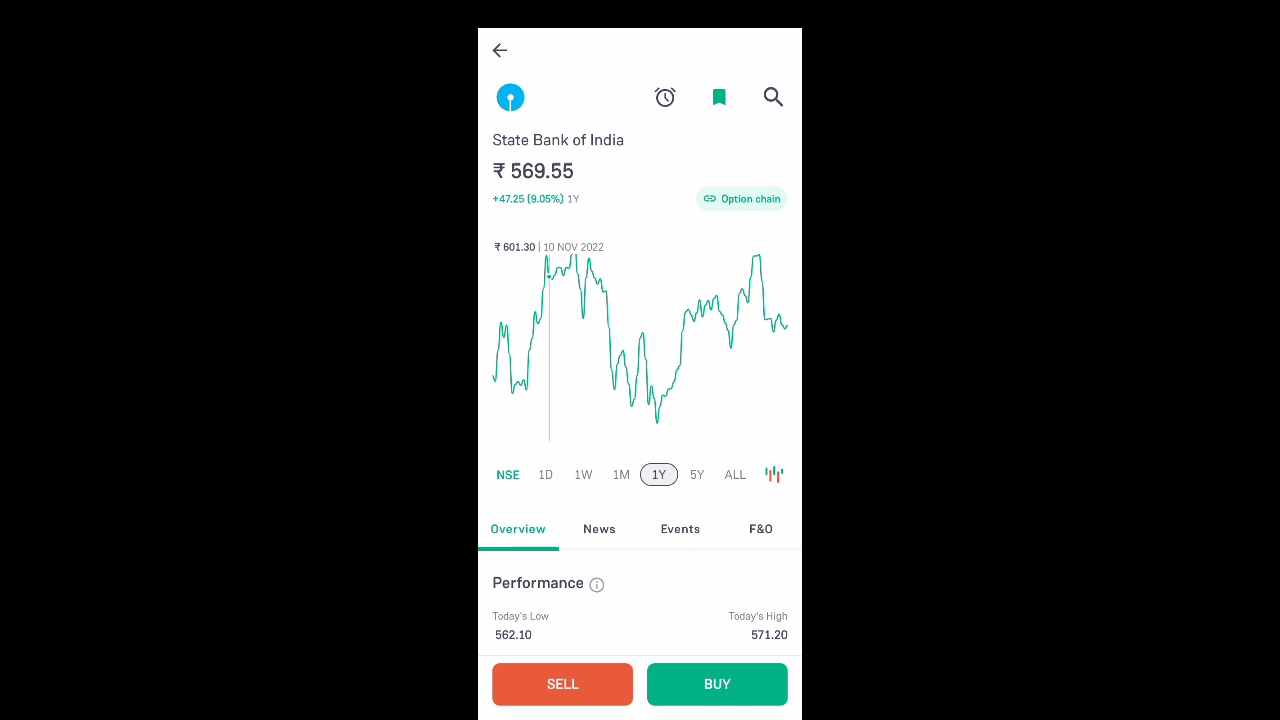 State Bank of India
₹ 569.55
+47.25 (9.05%) 1Y
Option chain
₹ 601.30 | 10 NOV 2022
NSE 1D 1W 1M 1Y 5Y ALL
Overview News Events F&O
Performance
Today's Low Today's High
562.10 571.20
SELL BUY